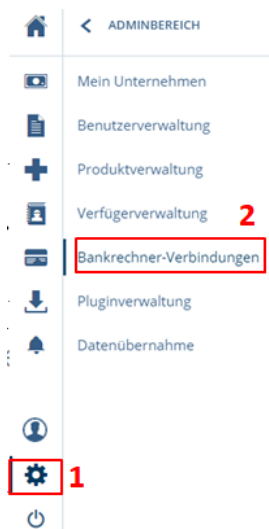 ADMINBEREICH
Mein Unternehmen
Benutzerverwaltung
Produktverwaltung
Verfügerverwaltung
2
Bankrechner-Verbindungen
Pluginverwaltung
Datenübernahme
1